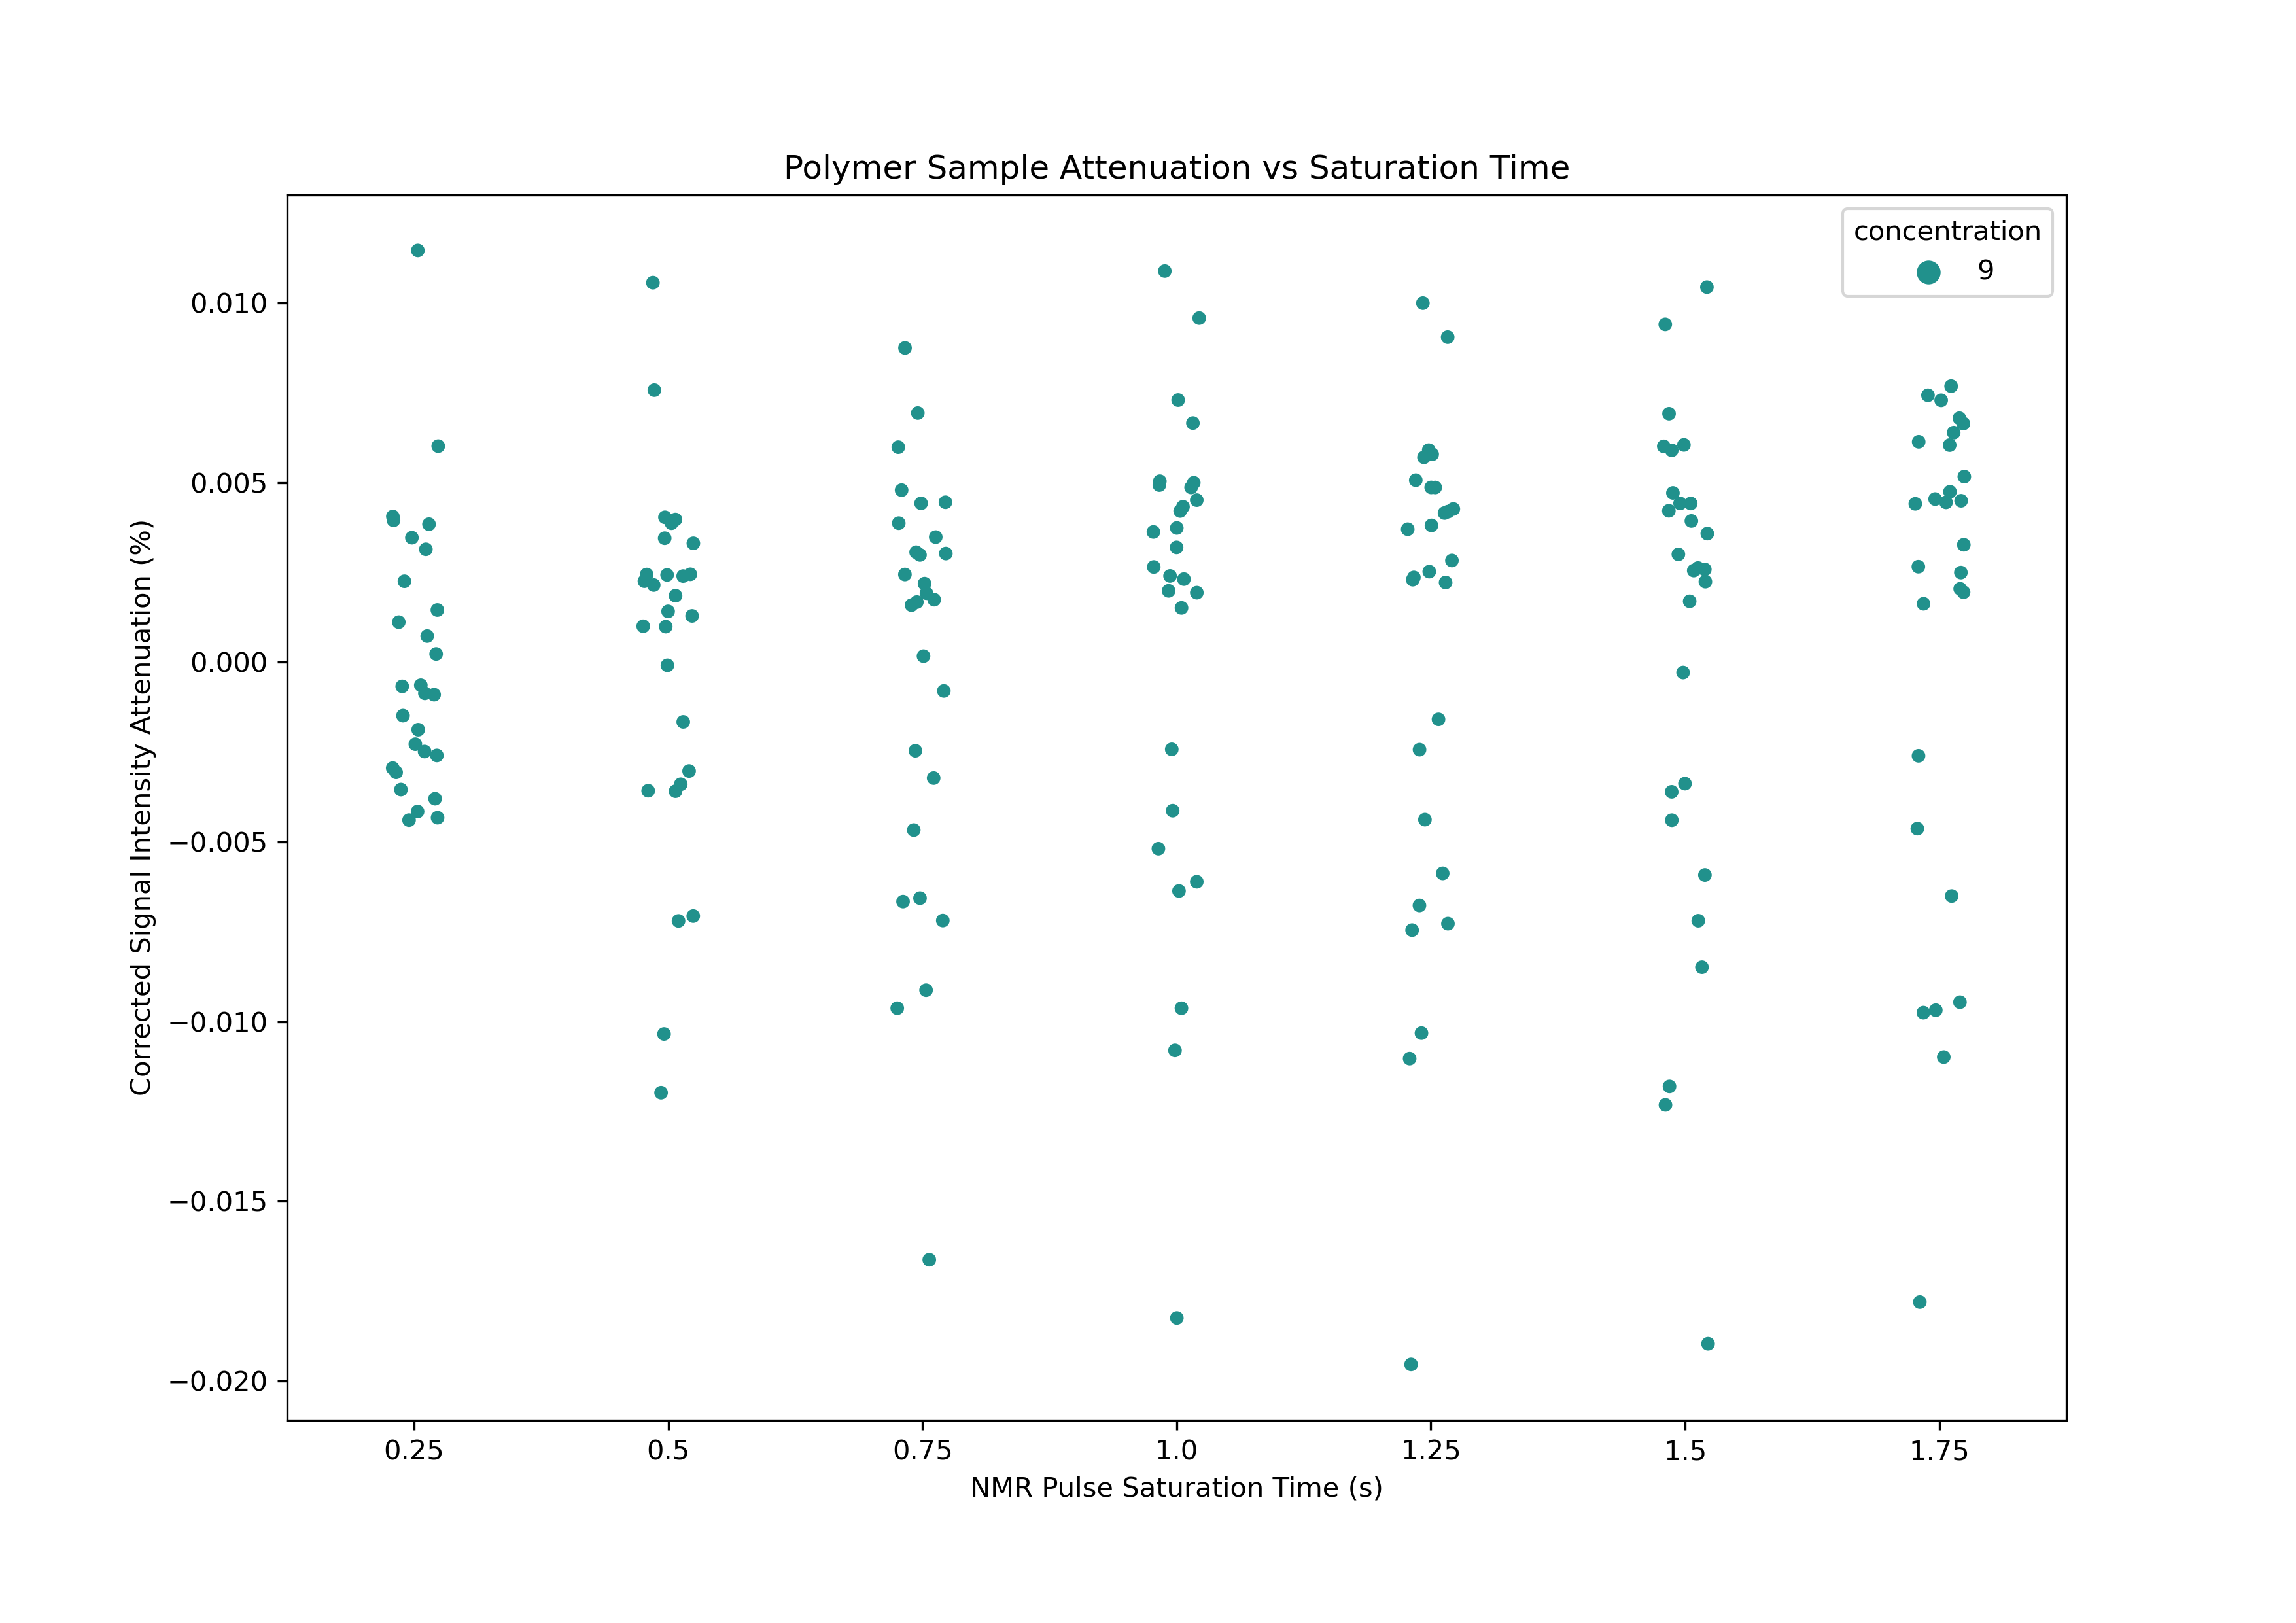 Polymer Sample Attenuation vs Saturation Time
concentration
9
Corrected Signal Intensity Attenuation (%)
0.010
0.005
0.000
−0.005
−0.010
−0.015
−0.020
0.25 0.5 0.75 1.0 1.25 1.5 1.75
NMR Pulse Saturation Time (s)